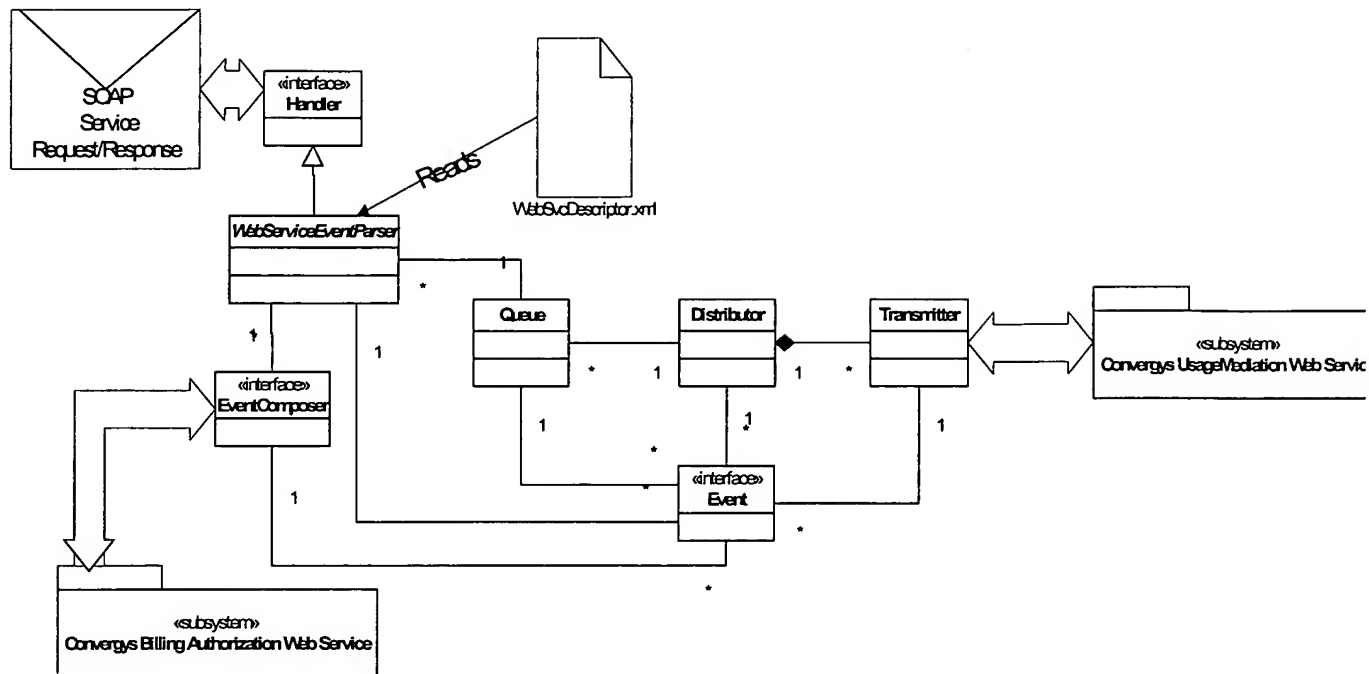 SOAP
Service
Request/Response
«interface»
Handler
Reads
WebSvcDescriptor.xml
WebServiceEventParser
1
*
Queue
Distributor
Transmitter
«subsystem»
Convergys UsageMediation Web Servic
1
1
*
1
1
*
«interface»
EventComposer
1
1
1
*
*
*
«interface»
Event
1
*
*
«subsystem»
Convergys Billing Authorization Web Service